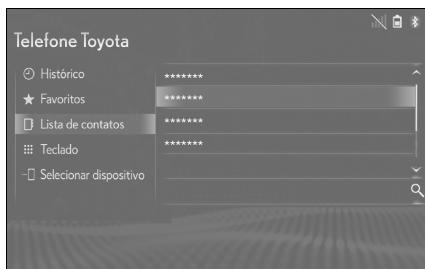 Telefone Toyota
Histórico
Favoritos
Lista de contatos
Teclado
Selecionar dispositivo
*******
*******
*******
*******